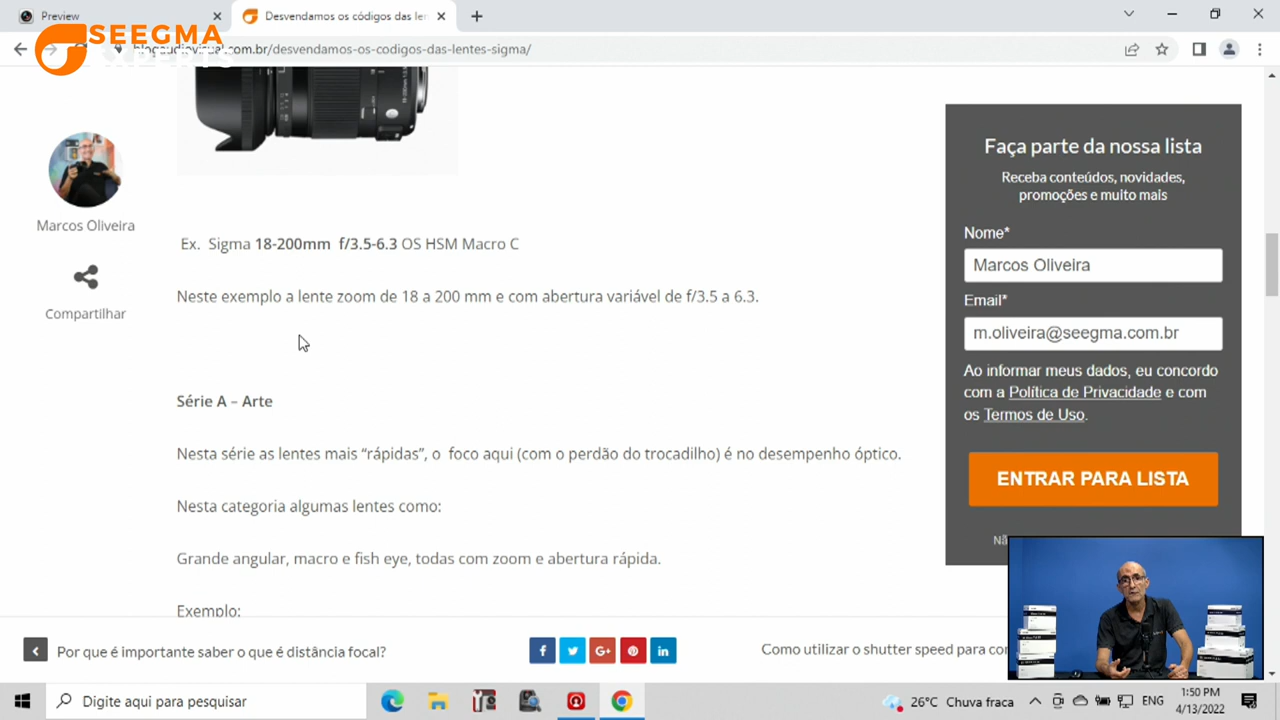 Preview
Desvendamos os códigos das len
SEEGMA
EXPERTS
blogaudiovisual.com.br/desvendamos-os-codigos-das-lentes-sigma/
Marcos Oliveira
Compartilhar
Ex. Sigma 18-200mm f/3.5-6.3 OS HSM Macro C
Neste exemplo a lente zoom de 18 a 200 mm e com abertura variável de f/3.5 a 6.3.
Série A – Arte
Nesta série as lentes mais “rápidas”, o foco aqui (com o perdão do trocadilho) é no desempenho óptico.
Nesta categoria algumas lentes como:
Grande angular, macro e fish eye, todas com zoom e abertura rápida.
Exemplo:
Faça parte da nossa lista
Receba conteúdos, novidades,
promoções e muito mais
Nome*
Marcos Oliveira
Email*
m.oliveira@seegma.com.br
Ao informar meus dados, eu concordo
com a Política de Privacidade e com
os Termos de Uso.
ENTRAR PARA LISTA
Nã
Por que é importante saber o que é distância focal?
Como utilizar o shutter speed para con
Digite aqui para pesquisar
26°C Chuva fraca
ENG
1:50 PM
4/13/2022